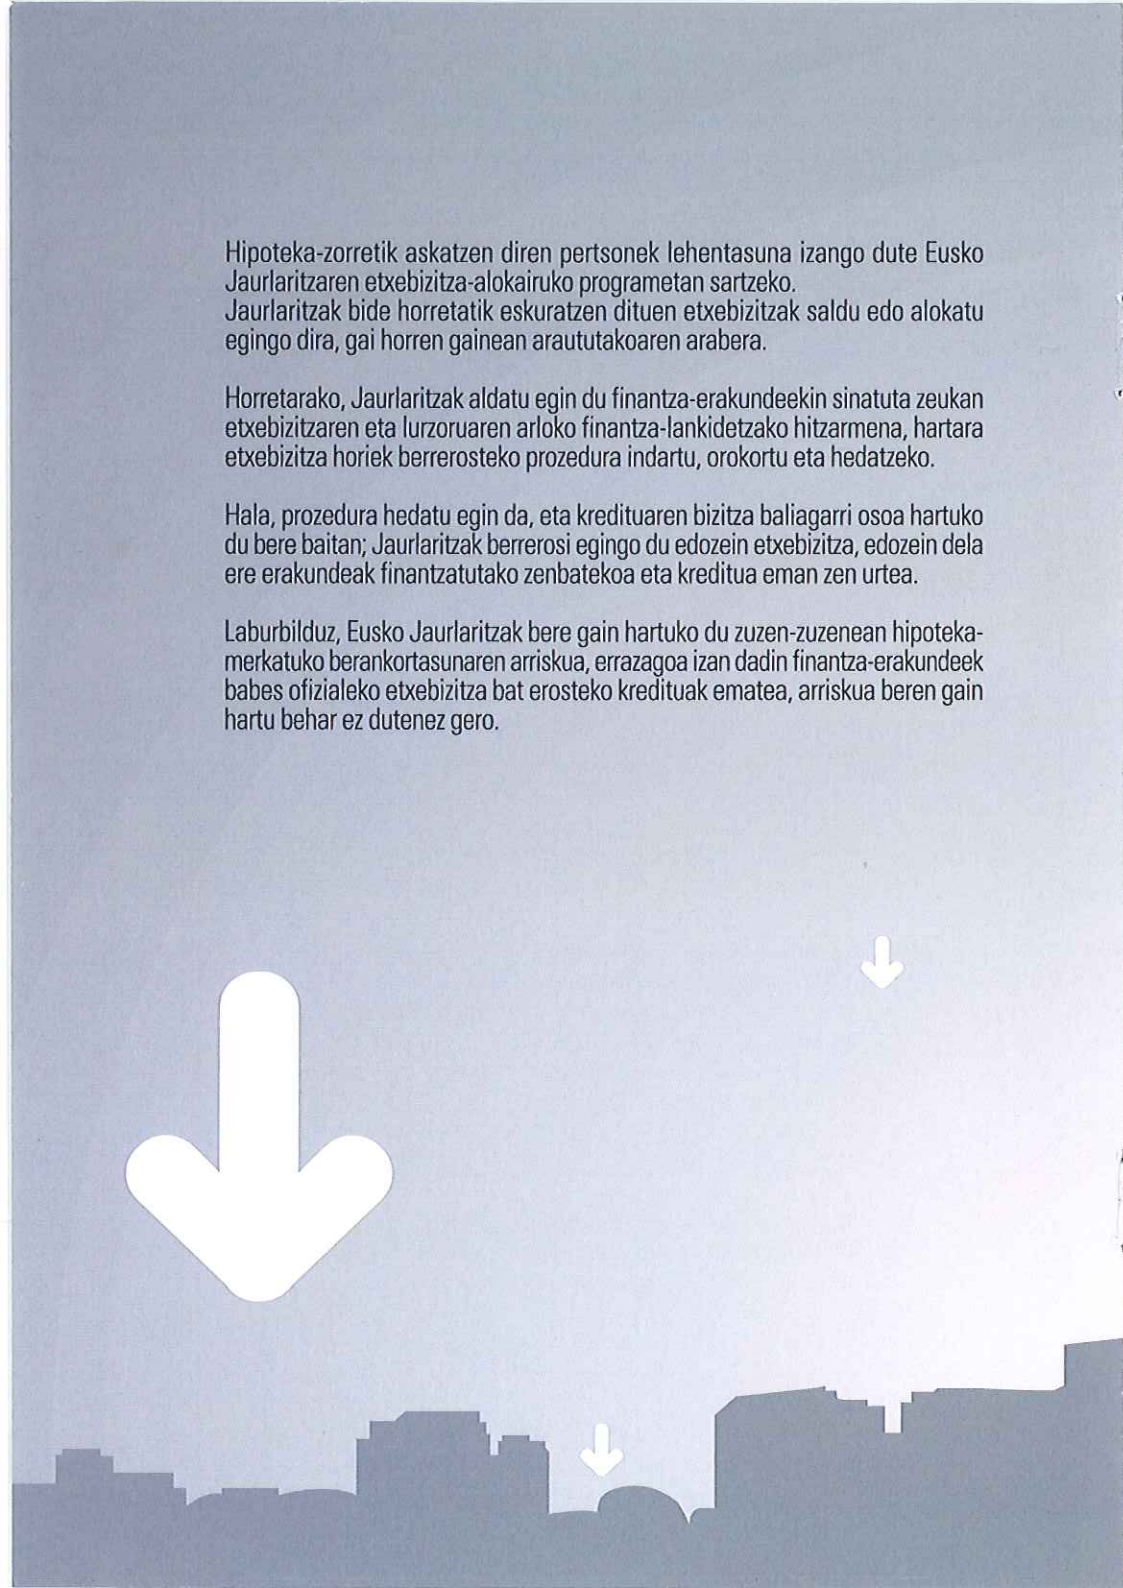 Hipoteka-zorretik askatzen diren pertsonek lehentasuna izango dute Eusko
Jaurlaritzaren etxebizitza-alokairuko programetan sartzeko.
Jaurlaritzak bide horretatik eskuratzen dituen etxebizitzak saldu edo alokatu
egingo dira, gai horren gainean araututakoaren arabera.
Horretarako, Jaurlaritzak aldatu egin du finantza-erakundeekin sinatuta zeukan
etxebizitzaren eta lurzoruaren arloko finantza-lankidetzako hitzarmena, hartara
etxebizitza horiek berrerosteko prozedura indartu, orokortu eta hedatzeko.
Hala, prozedura hedatu egin da, eta kredituaren bizitza baliagarri osoa hartuko
du bere baitan; Jaurlaritzak berrerosi egingo du edozein etxebizitza, edozein dela
ere erakundeak finantzatutako zenbatekoa eta kreditua eman zen urtea.
Laburbilduz, Eusko Jaurlaritzak bere gain hartuko du zuzen-zuzenean hipoteka-
merkatuko berankortasunaren arriskua, errazagoa izan dadin finantza-erakundeek
babes ofizialeko etxebizitza bat erosteko kredituak ematea, arriskua beren gain
hartu behar ez dutenez gero.